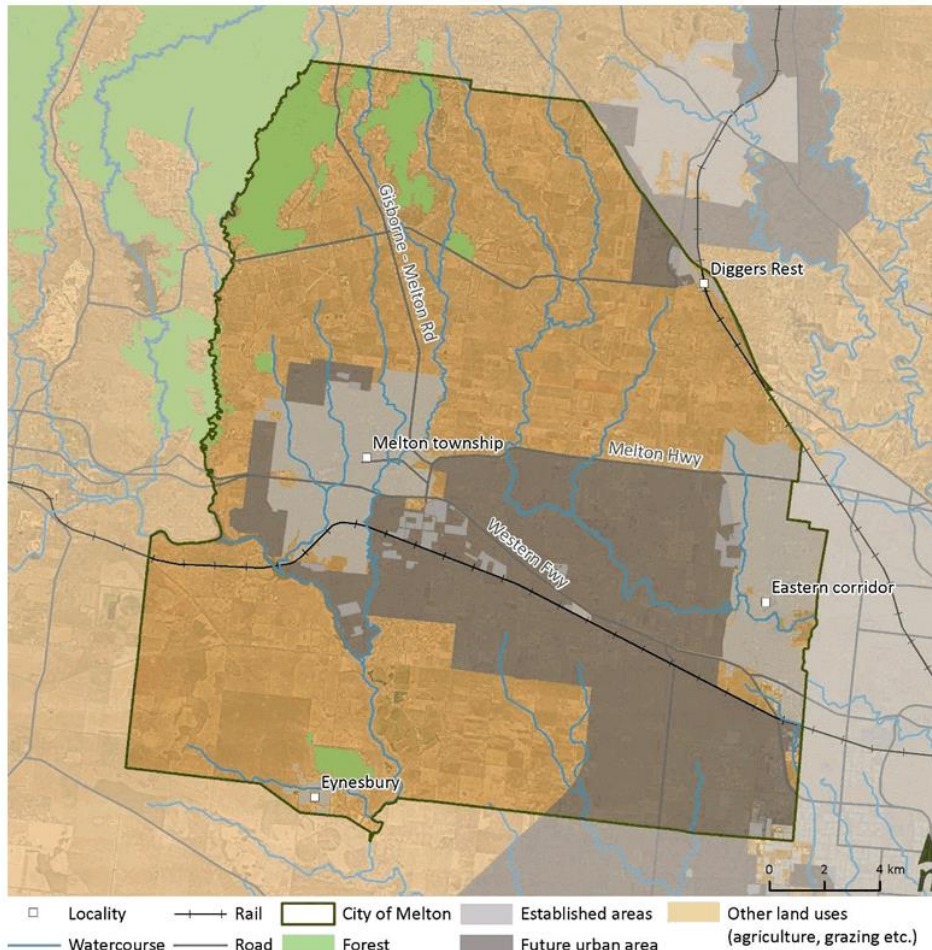 Gisborne - Melton Rd
Diggers Rest
Melton township
Melton Hwy
Western Fwy
Eastern corridor
Eynesbury
0 2 4 km
n
Locality
Rail
City of Melton
Established areas
Other land uses
(agriculture, grazing etc.)
Watercourse
Road
Forest
Future urban area